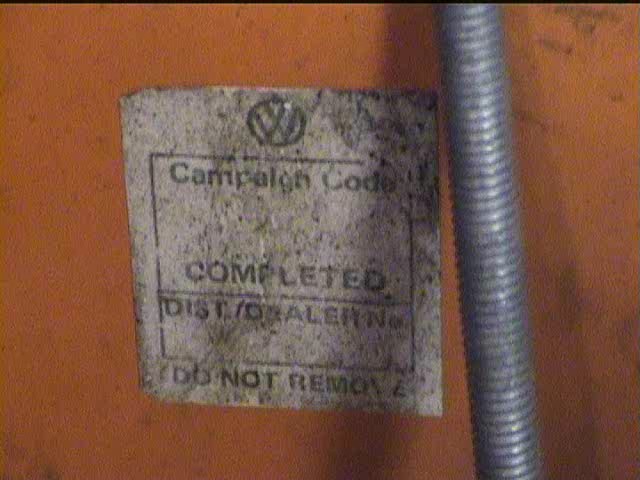 Campaign Code
COMPLETED
DIST./DEALER No
DO NOT REMOVE